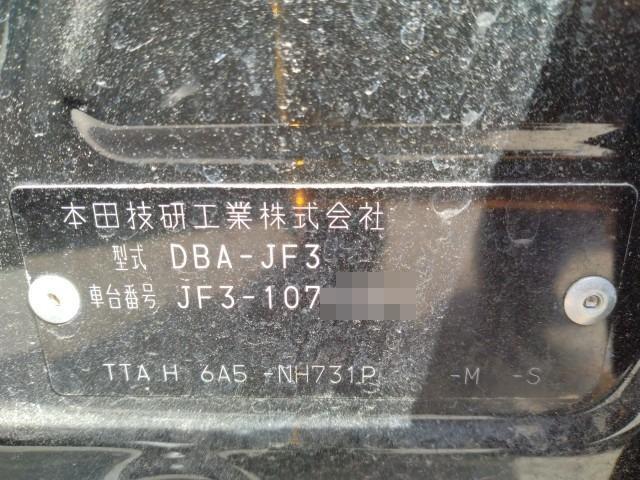 本田技研工業株式会社
型式 DBA-JF3
車台番号 JF3-107
TTA H 6A5 -NH731P -M -S